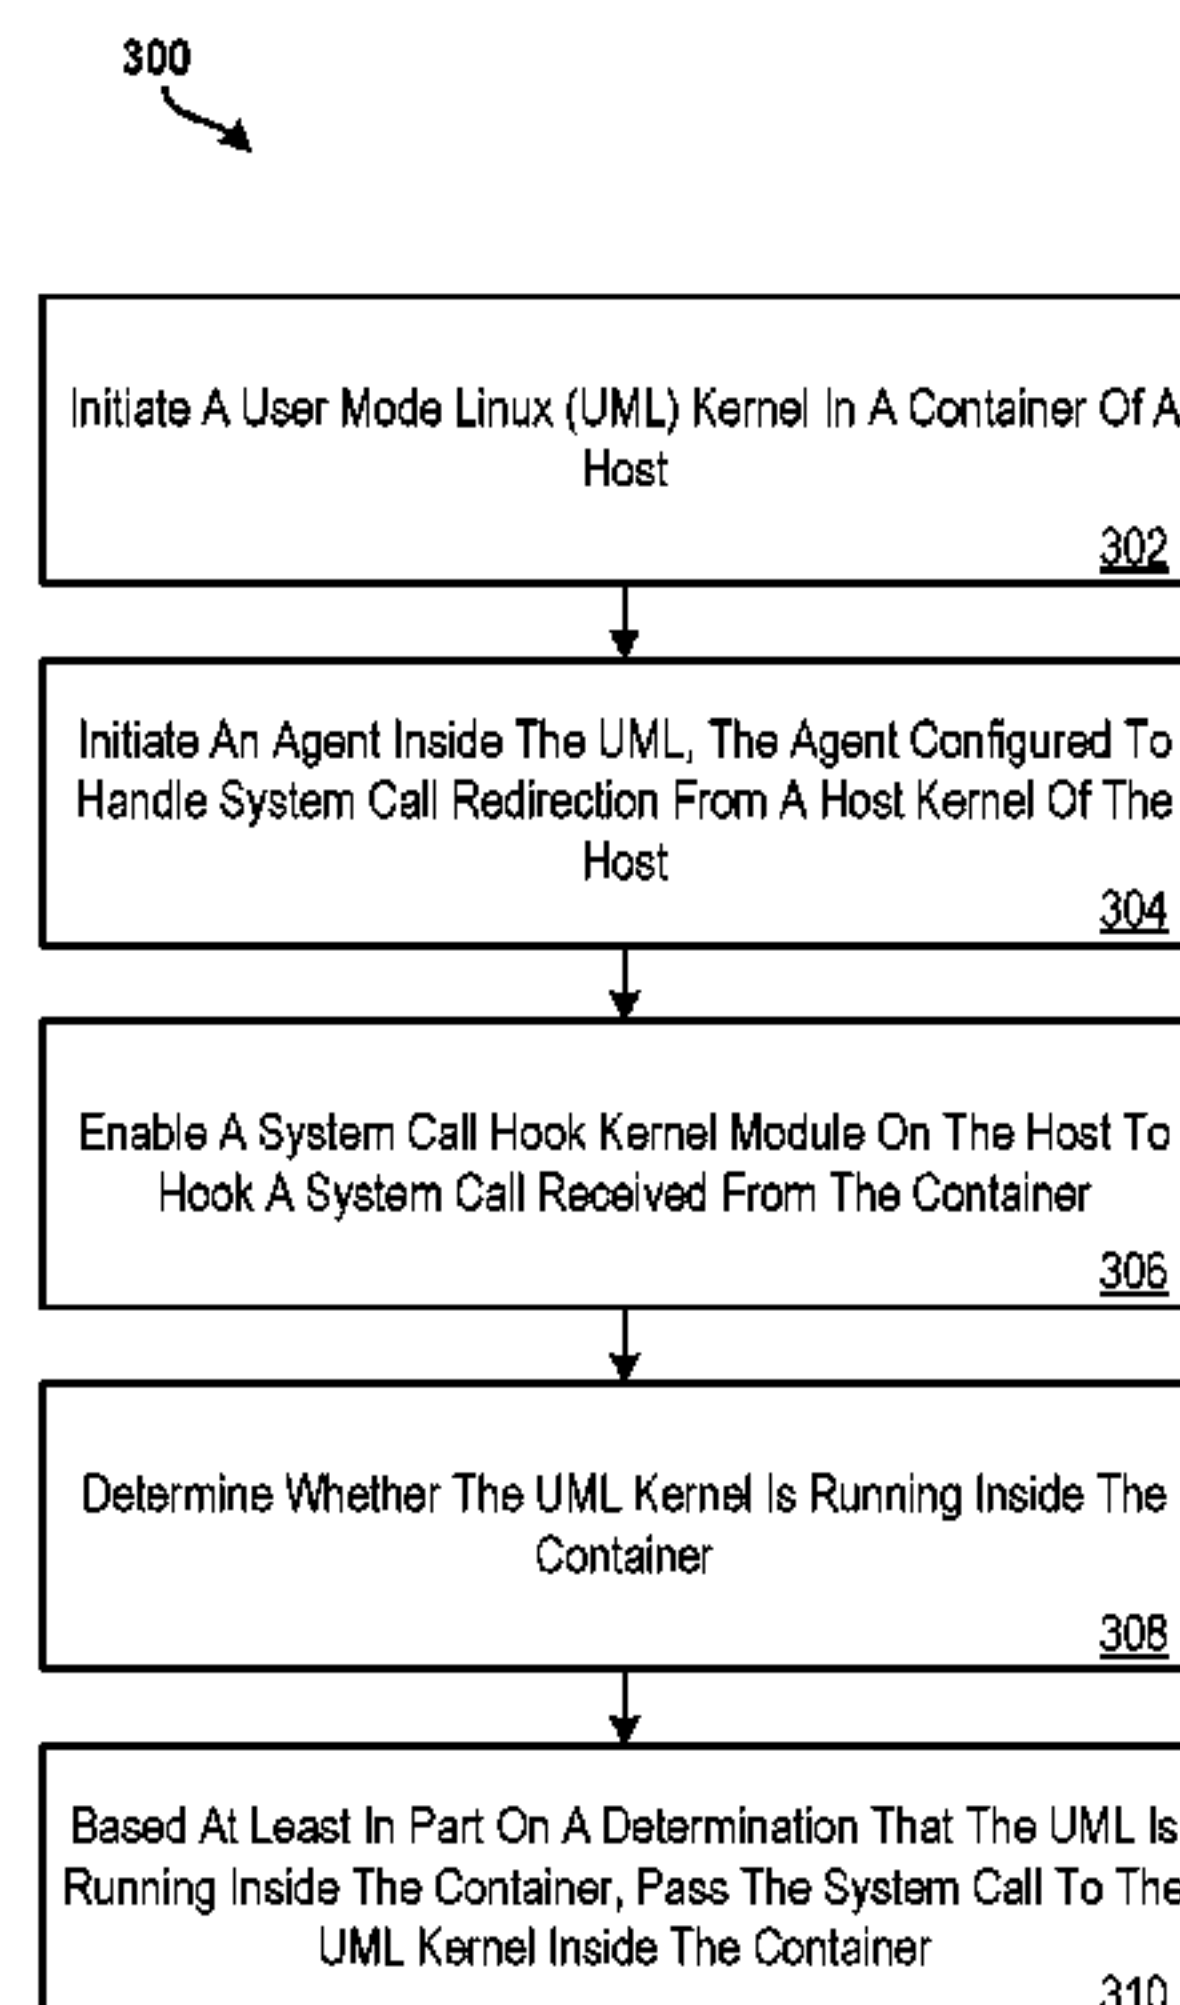 300
Initiate A User Mode Linux (UML) Kernel In A Container Of A
Host
302
Initiate An Agent Inside The UML, The Agent Configured To
Handle System Call Redirection From A Host Kernel Of The
Host
304
Enable A System Call Hook Kernel Module On The Host To
Hook A System Call Received From The Container
306
Determine Whether The UML Kernel Is Running Inside The
Container
308
Based At Least In Part On A Determination That The UML Is
Running Inside The Container, Pass The System Call To The
UML Kernel Inside The Container
310